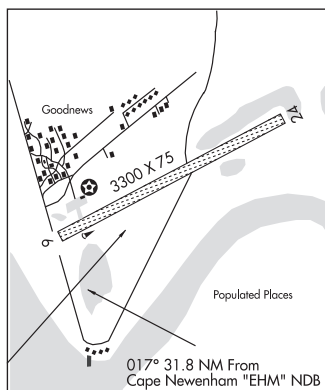 Goodnews
24
3300 X 75
6
Populated Places
017° 31.8 NM From
Cape Newenham "EHM" NDB